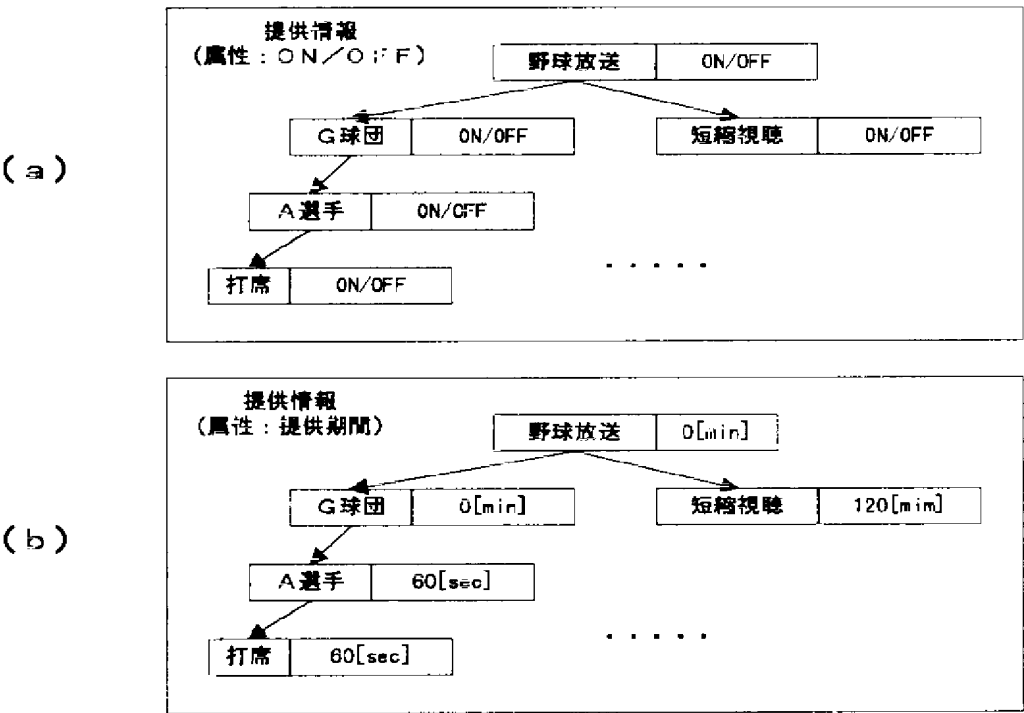 (a)
提供情報
(属性:ON/OFF)
野球放送 ON/OFF
G球団 ON/OFF
短縮視聴 ON/OFF
A選手 ON/OFF
打席 ON/OFF
・・・・・
(b)
提供情報
(属性:提供期間)
野球放送 0[min]
G球団 0[min]
短縮視聴 120[mim]
A選手 60[sec]
打席 60[sec]
・・・・・